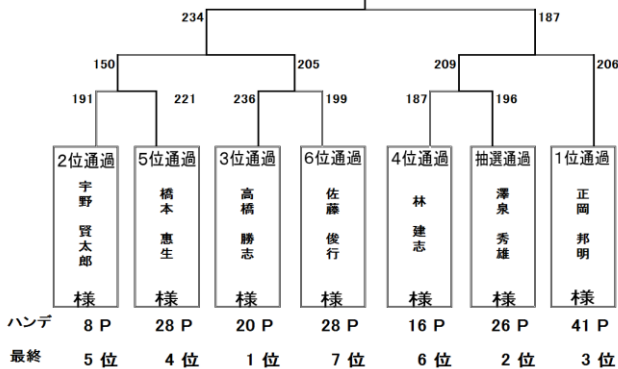 234 187
150 205 209 206
191 221 236 199 187 196
2位通過 5位通過 3位通過 6位通過 4位通過 抽選通過 1位通過
宇野 賢太郎 橋本 惠生 高橋 勝志 佐藤 俊行 林 建志 澤泉 秀雄 正岡 邦明
様 様 様 様 様 様 様
ハンデ 8 P 28 P 20 P 28 P 16 P 26 P 41 P
最終 5 位 4 位 1 位 7 位 6 位 2 位 3 位